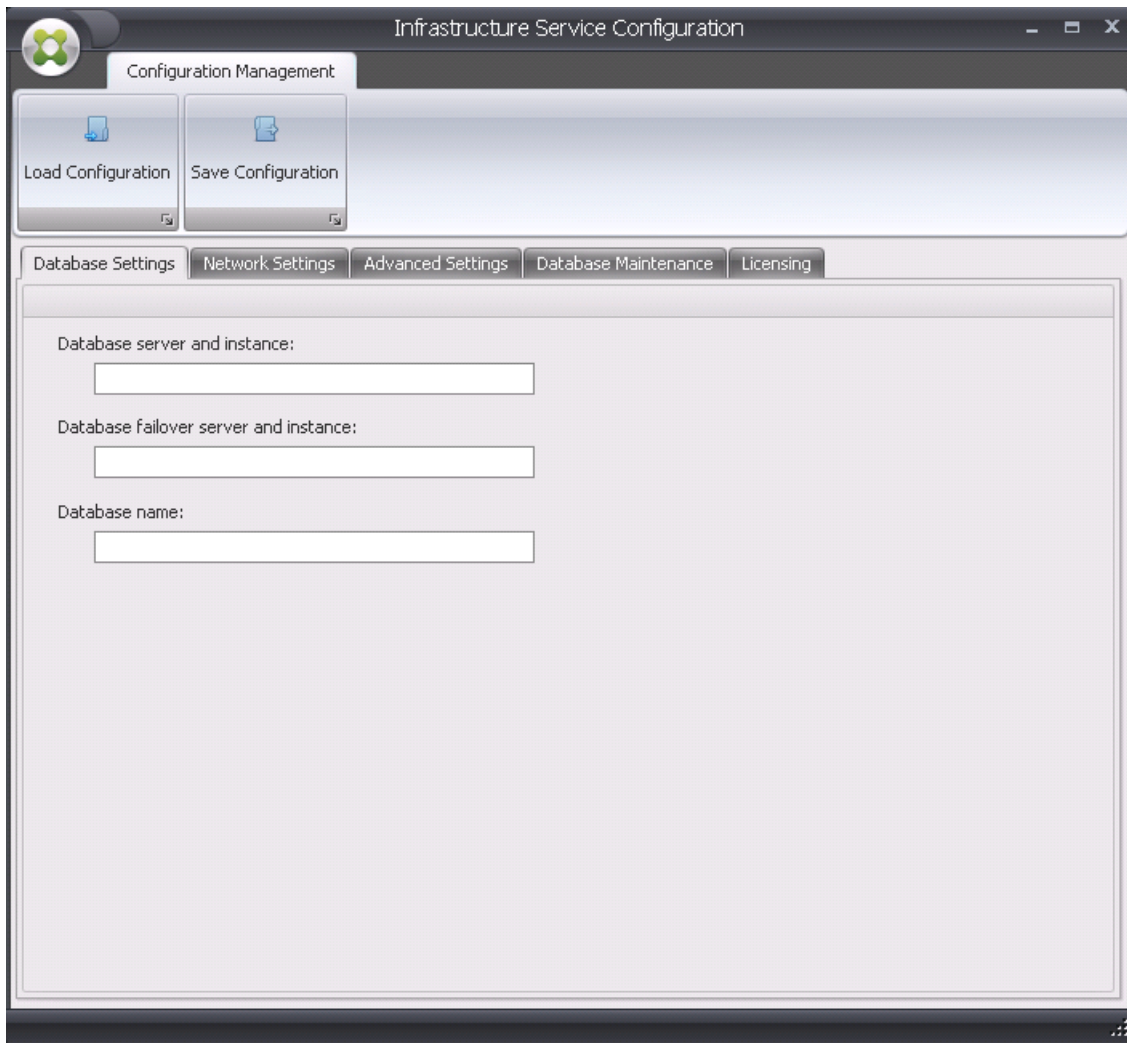 Infrastructure Service Configuration
Configuration Management
Load Configuration Save Configuration
Database Settings Network Settings Advanced Settings Database Maintenance Licensing
Database server and instance:
Database failover server and instance:
Database name: